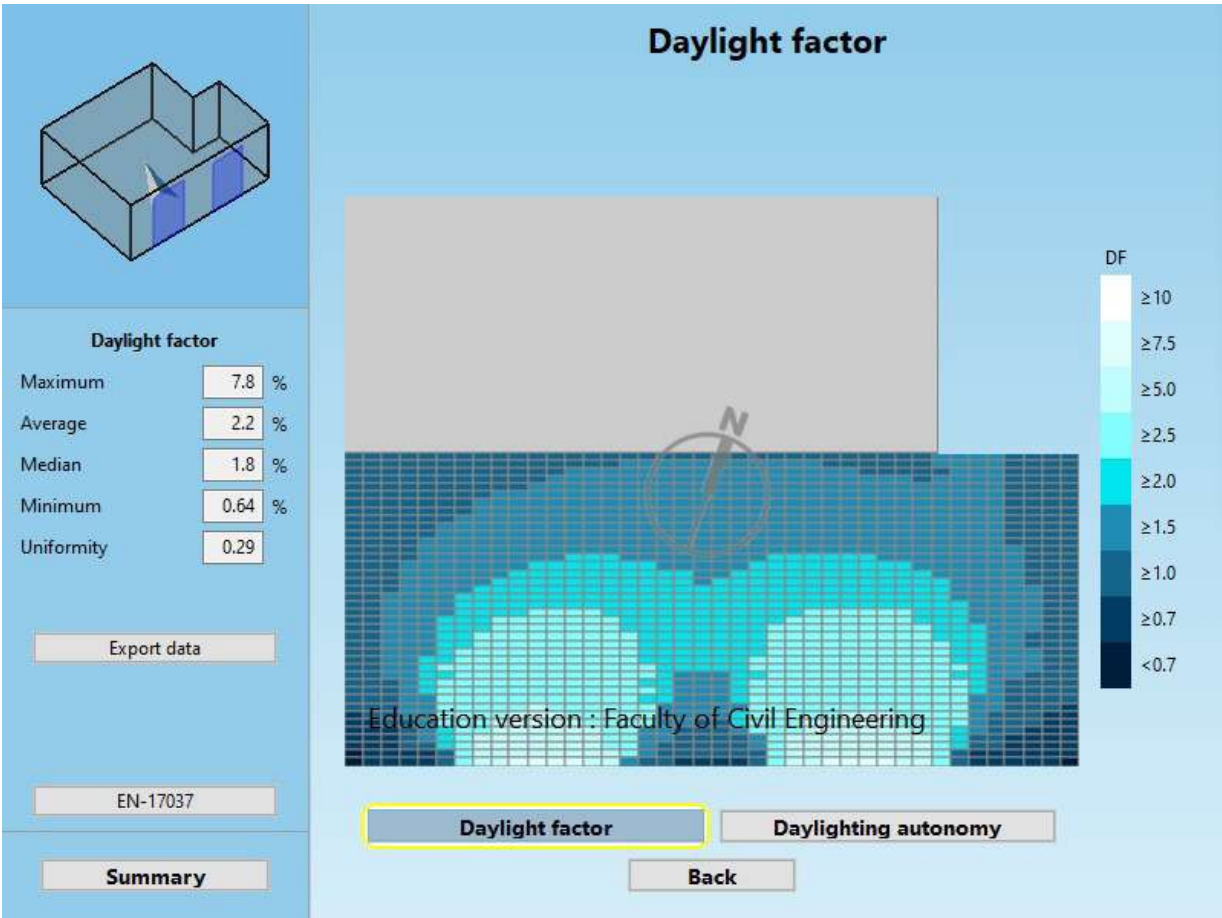 Daylight factor
Daylight factor
Maximum 7.8 %
Average 2.2 %
Median 1.8 %
Minimum 0.64 %
Uniformity 0.29
Export data
EN-17037
Summary
N
Education version : Faculty of Civil Engineering
DF
≥10
≥7.5
≥5.0
≥2.5
≥2.0
≥1.5
≥1.0
≥0.7
<0.7
Daylight factor
Daylighting autonomy
Back